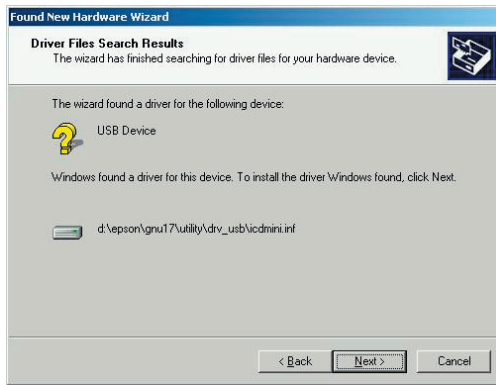 Found New Hardware Wizard
Driver Files Search Results
The wizard has finished searching for driver files for your hardware device.
The wizard found a driver for the following device:
USB Device
Windows found a driver for this device. To install the driver Windows found, click Next.
d:\epson\gnu17\utility\drv_usb\icdmini.inf
< Back
Next >
Cancel